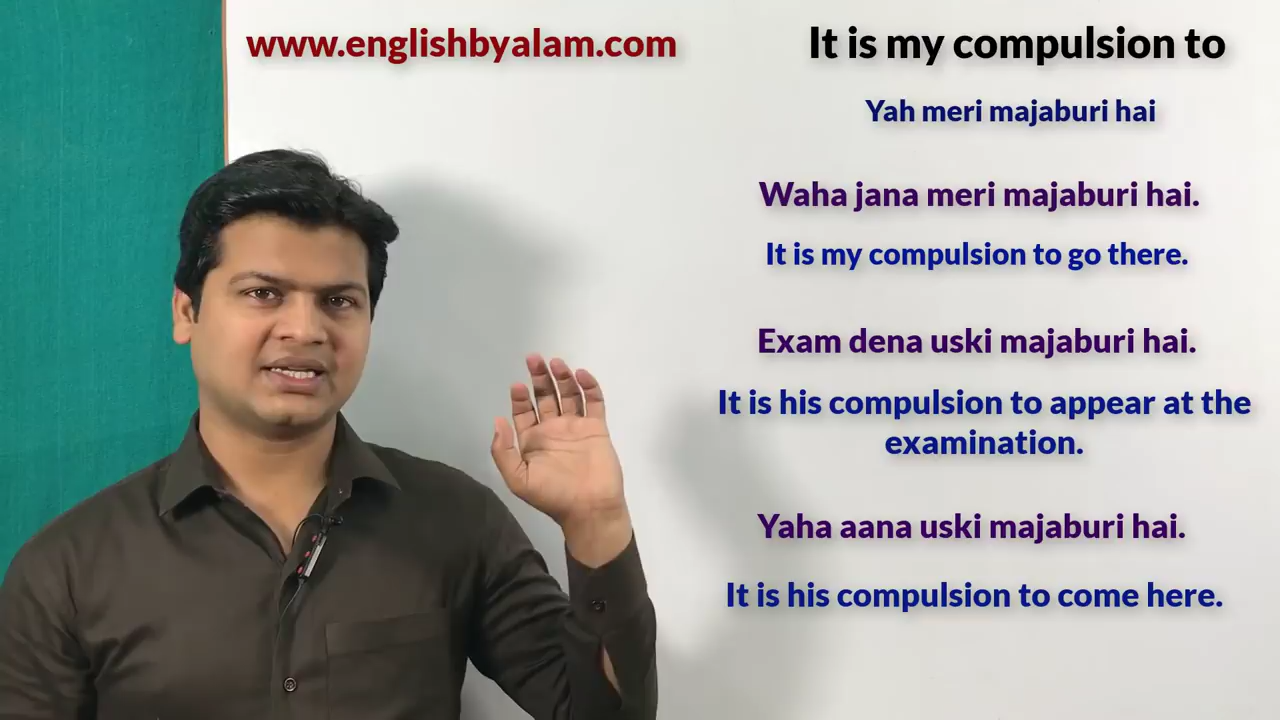 www.englishbyalam.com
It is my compulsion to
Yah meri majaburi hai
Waha jana meri majaburi hai.
It is my compulsion to go there.
Exam dena uski majaburi hai.
It is his compulsion to appear at the
examination.
Yaha aana uski majaburi hai.
It is his compulsion to come here.